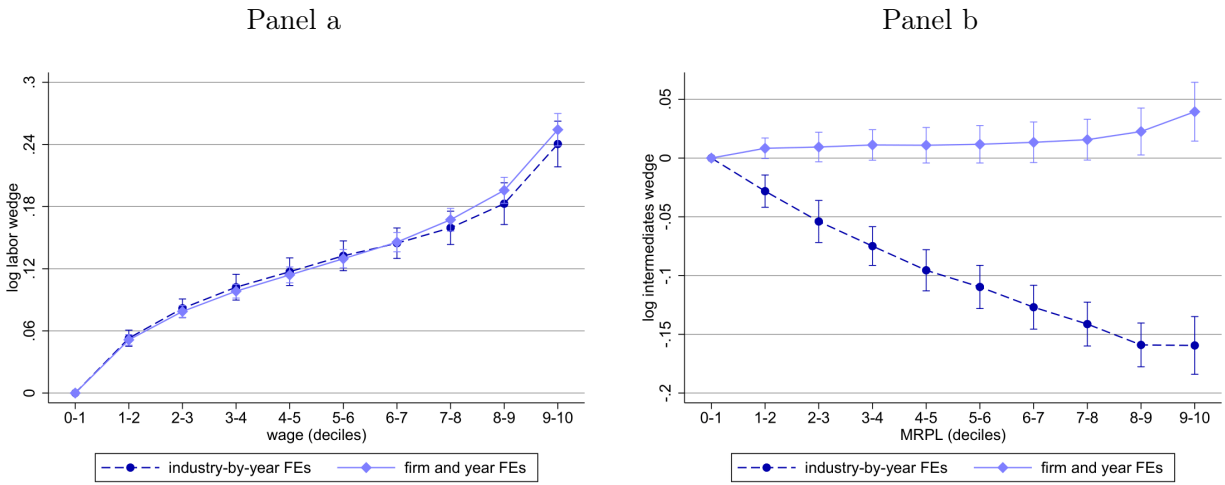 Panel a
Panel b
log labor wedge
.3
.24
.18
.12
.06
0
0-1 1-2 2-3 3-4 4-5 5-6 6-7 7-8 8-9 9-10
wage (deciles)
industry-by-year FEs firm and year FEs
log intermediates wedge
.05
0
-.05
-.1
-.15
-.2
0-1 1-2 2-3 3-4 4-5 5-6 6-7 7-8 8-9 9-10
MRPL (deciles)
industry-by-year FEs firm and year FEs